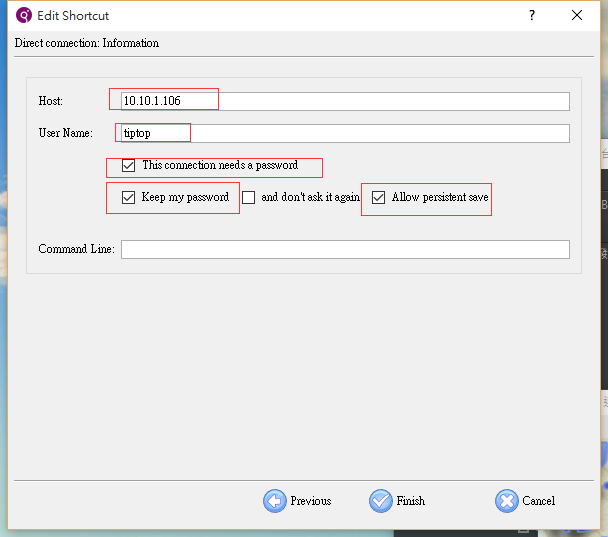 Edit Shortcut
Direct connection: Information
Host: 10.10.1.106
User Name: tiptop
This connection needs a password
Keep my password and don't ask it again Allow persistent save
Command Line:
Previous Finish Cancel